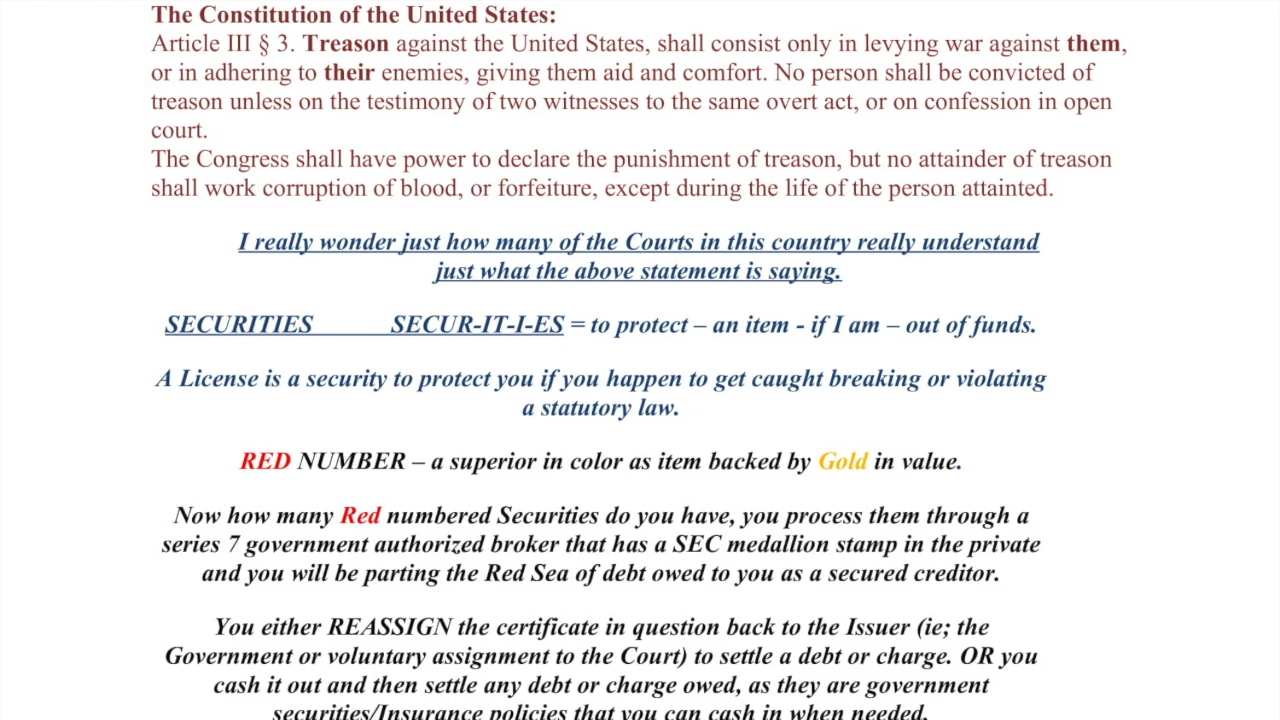 The Constitution of the United States:
Article III § 3. Treason against the United States, shall consist only in levying war against them,
or in adhering to their enemies, giving them aid and comfort. No person shall be convicted of
treason unless on the testimony of two witnesses to the same overt act, or on confession in open
court.
The Congress shall have power to declare the punishment of treason, but no attainder of treason
shall work corruption of blood, or forfeiture, except during the life of the person attainted.
I really wonder just how many of the Courts in this country really understand
just what the above statement is saying.
SECURITIES SECUR-IT-I-ES = to protect – an item - if I am – out of funds.
A License is a security to protect you if you happen to get caught breaking or violating
a statutory law.
RED NUMBER – a superior in color as item backed by Gold in value.
Now how many Red numbered Securities do you have, you process them through a
series 7 government authorized broker that has a SEC medallion stamp in the private
and you will be parting the Red Sea of debt owed to you as a secured creditor.
You either REASSIGN the certificate in question back to the Issuer (ie; the
Government or voluntary assignment to the Court) to settle a debt or charge. OR you
cash it out and then settle any debt or charge owed, as they are government
securities/Insurance policies that you can cash in when needed.